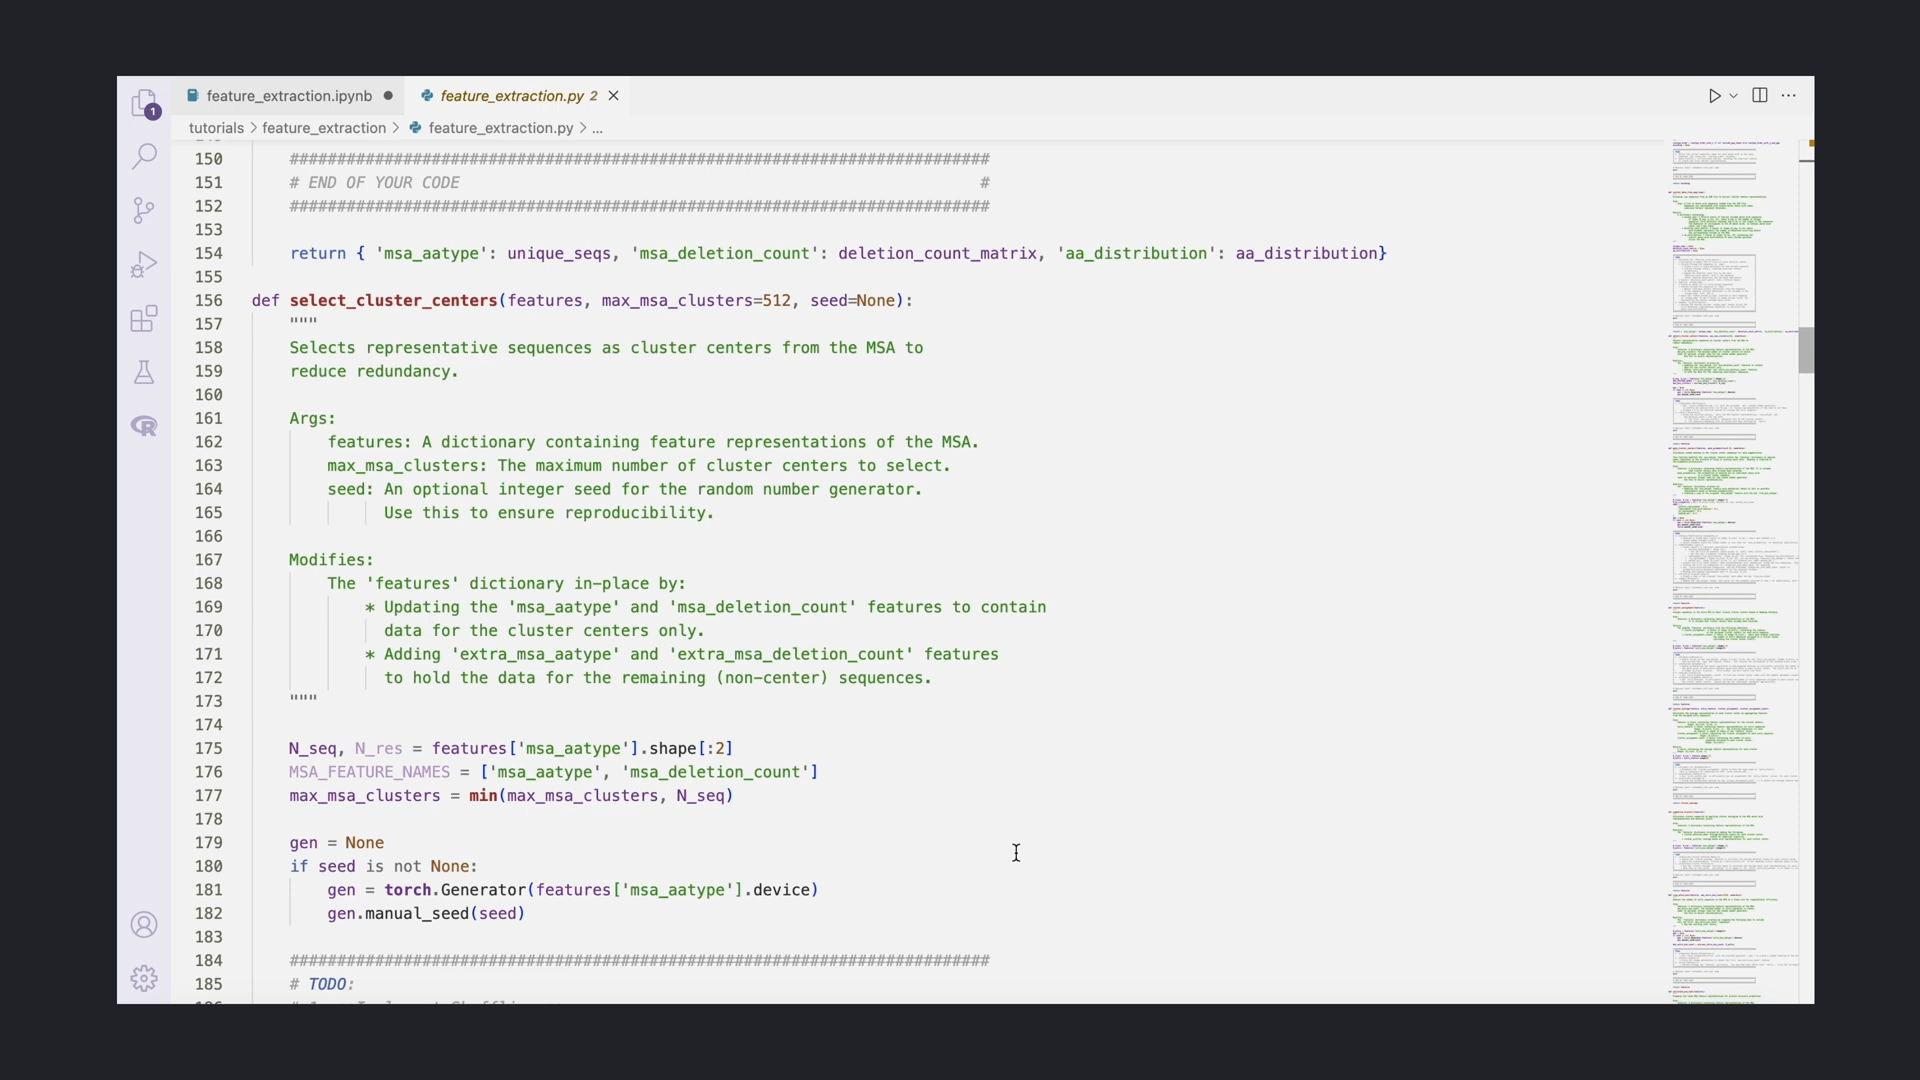 feature_extraction.ipynb
feature_extraction.py 2
1
tutorials > feature_extraction > feature_extraction.py > ...
150 ##########################################################################
151 # END OF YOUR CODE #
152 ##########################################################################
153
154 return { 'msa_aatype': unique_seqs, 'msa_deletion_count': deletion_count_matrix, 'aa_distribution': aa_distribution}
155
156 def select_cluster_centers(features, max_msa_clusters=512, seed=None):
157 """
158 Selects representative sequences as cluster centers from the MSA to
159 reduce redundancy.
160
161 Args:
162 features: A dictionary containing feature representations of the MSA.
163 max_msa_clusters: The maximum number of cluster centers to select.
164 seed: An optional integer seed for the random number generator.
165 Use this to ensure reproducibility.
166
167 Modifies:
168 The 'features' dictionary in-place by:
169 * Updating the 'msa_aatype' and 'msa_deletion_count' features to contain
170 data for the cluster centers only.
171 * Adding 'extra_msa_aatype' and 'extra_msa_deletion_count' features
172 to hold the data for the remaining (non-center) sequences.
173 """
174
175 N_seq, N_res = features['msa_aatype'].shape[:2]
176 MSA_FEATURE_NAMES = ['msa_aatype', 'msa_deletion_count']
177 max_msa_clusters = min(max_msa_clusters, N_seq)
178
179 gen = None
180 if seed is not None:
181 gen = torch.Generator(features['msa_aatype'].device)
182 gen.manual_seed(seed)
183
184 ##########################################################################
185 # TODO: